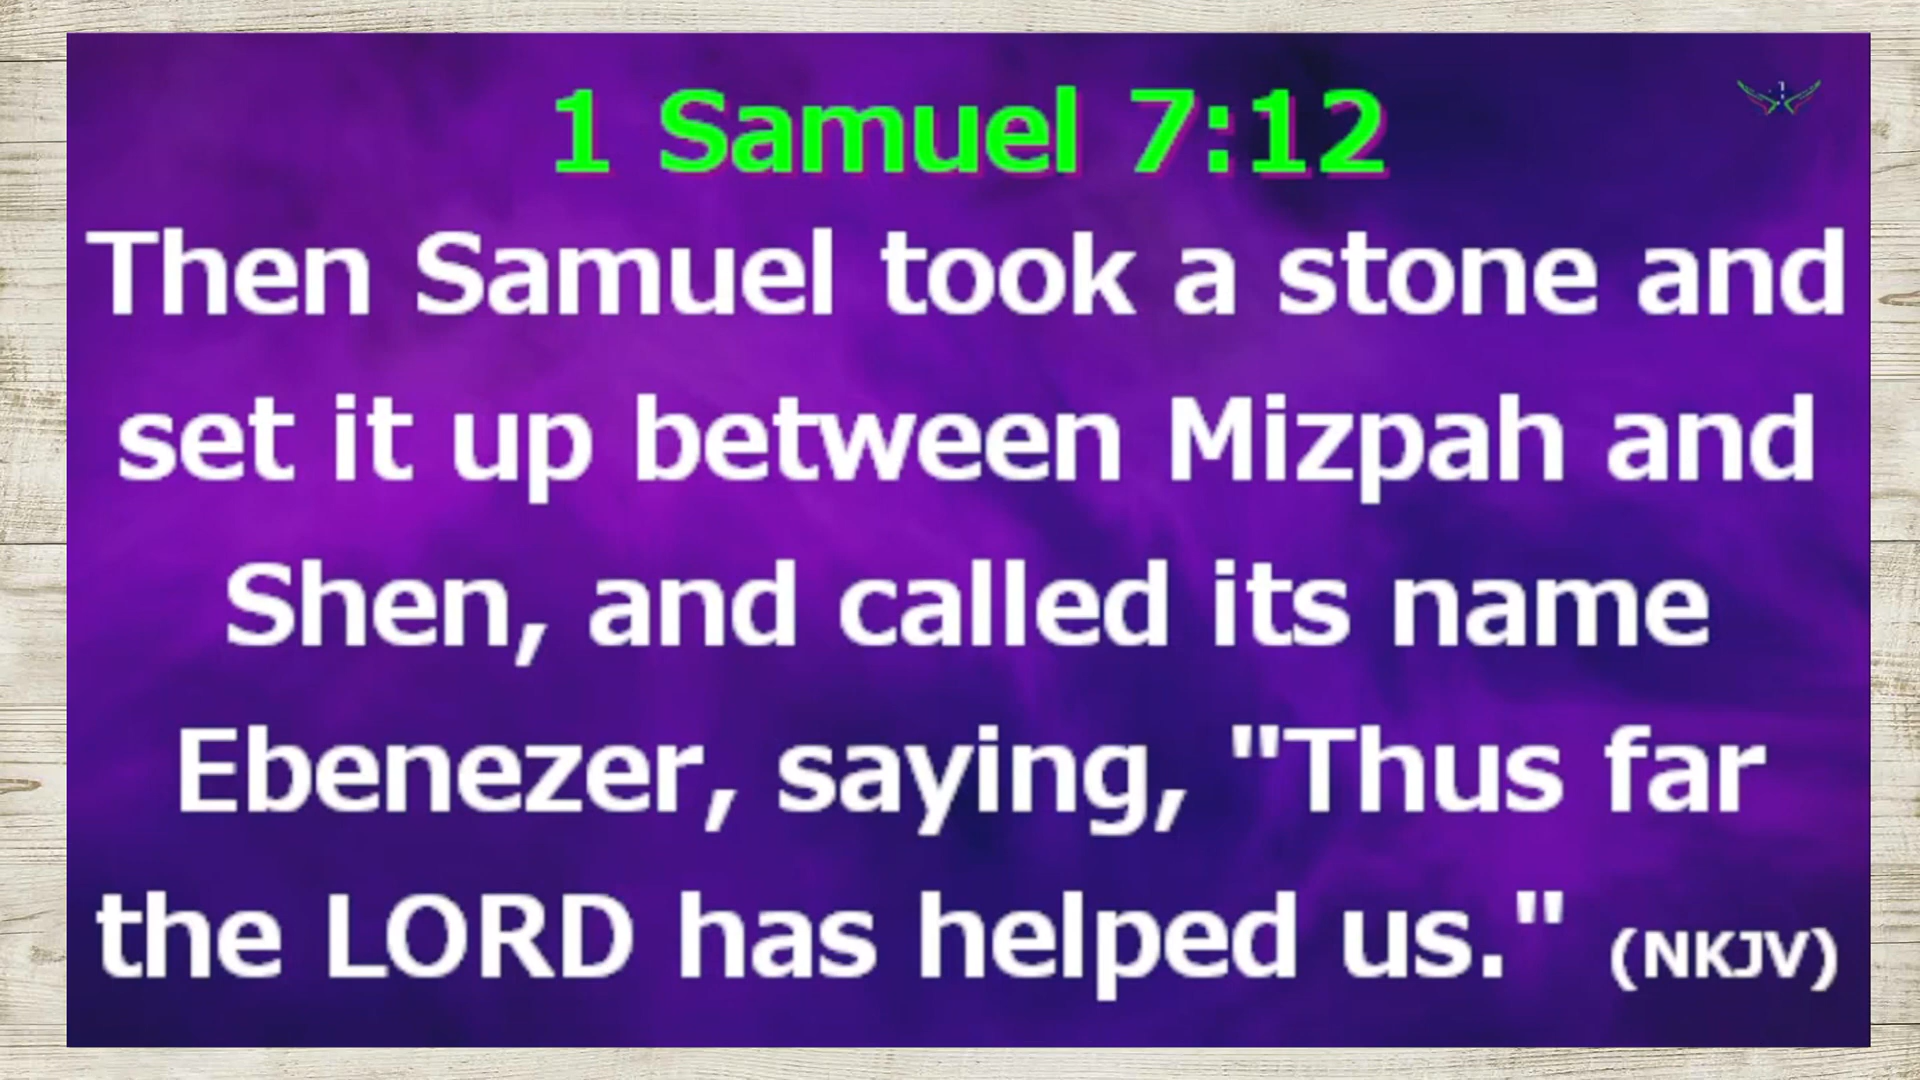 1 Samuel 7:12
Then Samuel took a stone and
set it up between Mizpah and
Shen, and called its name
Ebenezer, saying, "Thus far
the LORD has helped us." (NKJV)